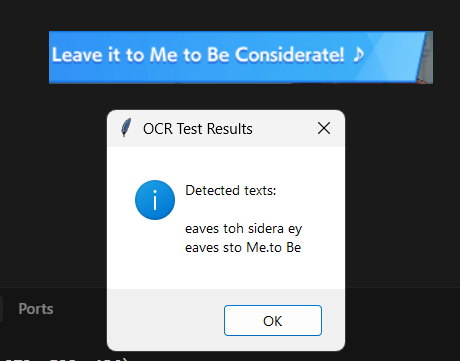 Leave it to Me to Be Considerate! ♪
OCR Test Results
Detected texts:
eaves toh sidera ey
eaves sto Me.to Be
Ports
OK